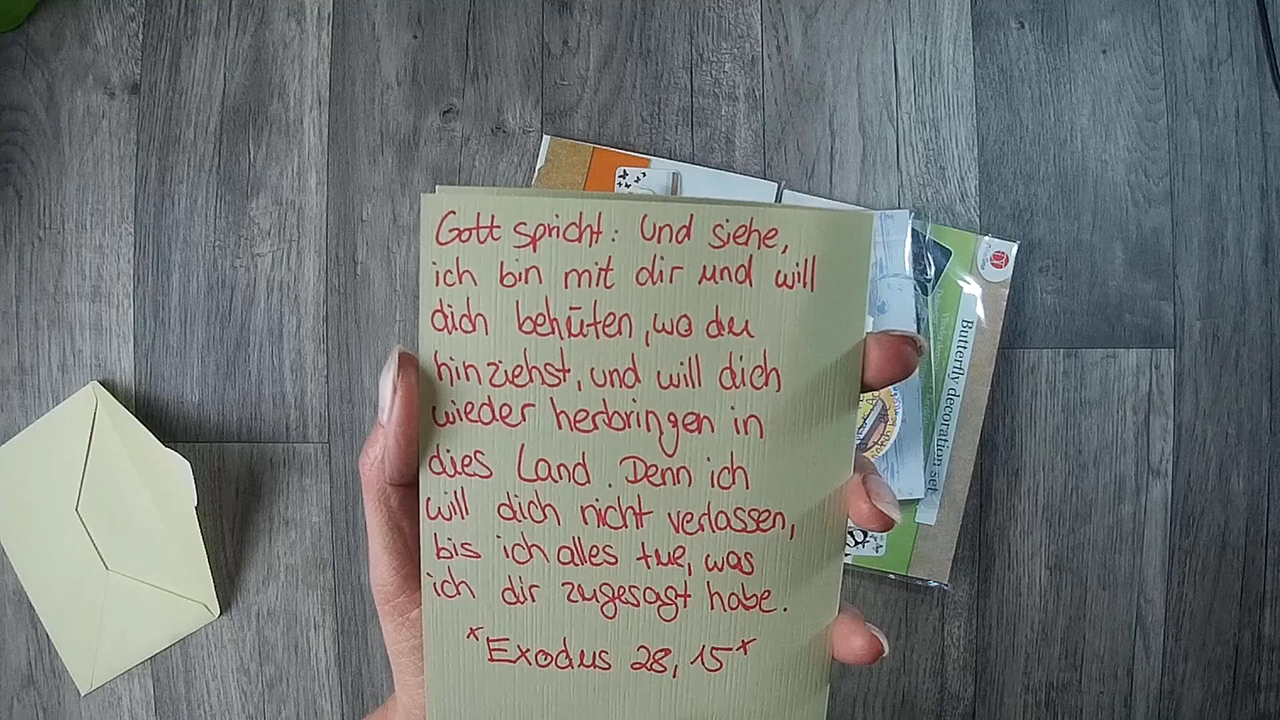 Gott spricht: Und siehe,
ich bin mit dir und will
dich behüten, wo du
hinziehst, und will dich
wieder herbringen in
dies Land. Denn ich
will dich nicht verlassen,
bis ich alles tue, was
ich dir zugesagt habe.
*Exodus 28, 15*
Butterfly decoration set